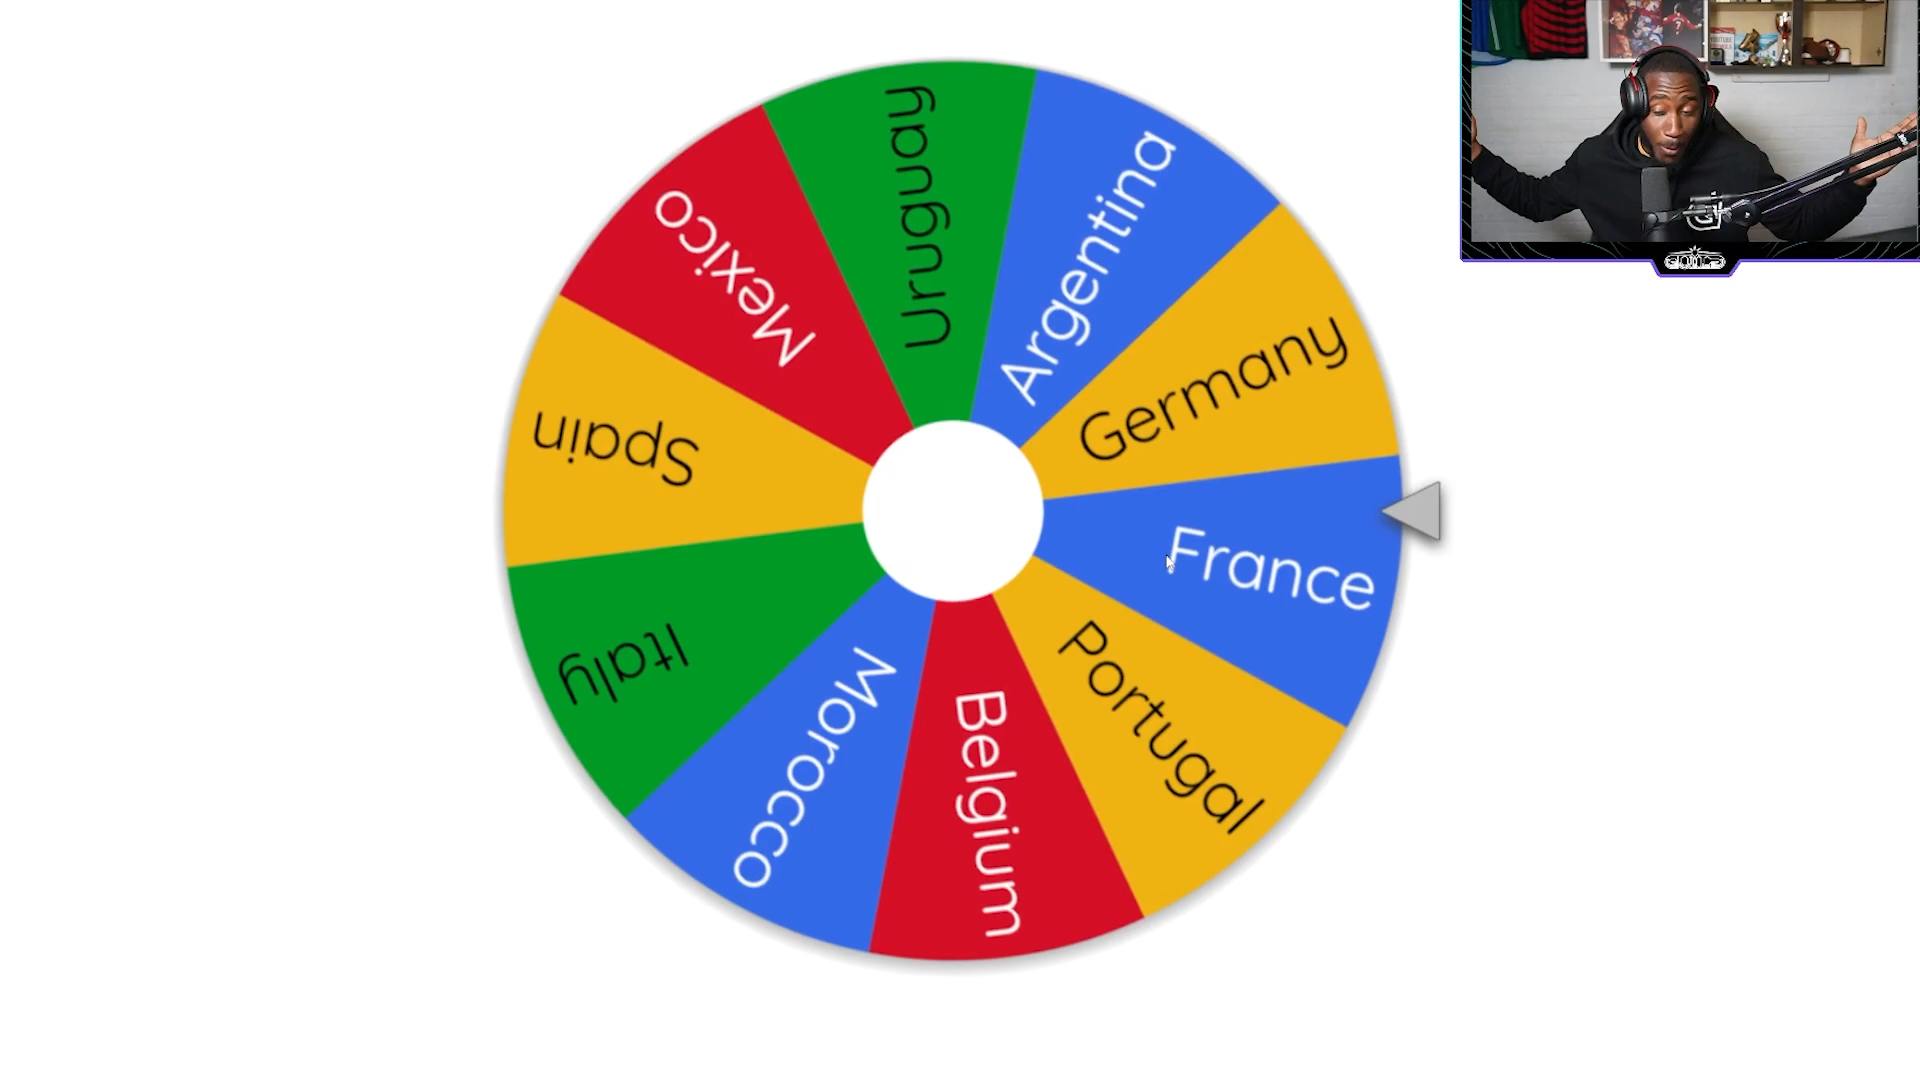 Uruguay
Argentina
Germany
France
Portugal
Belgium
Morocco
Italy
Spain
Mexico